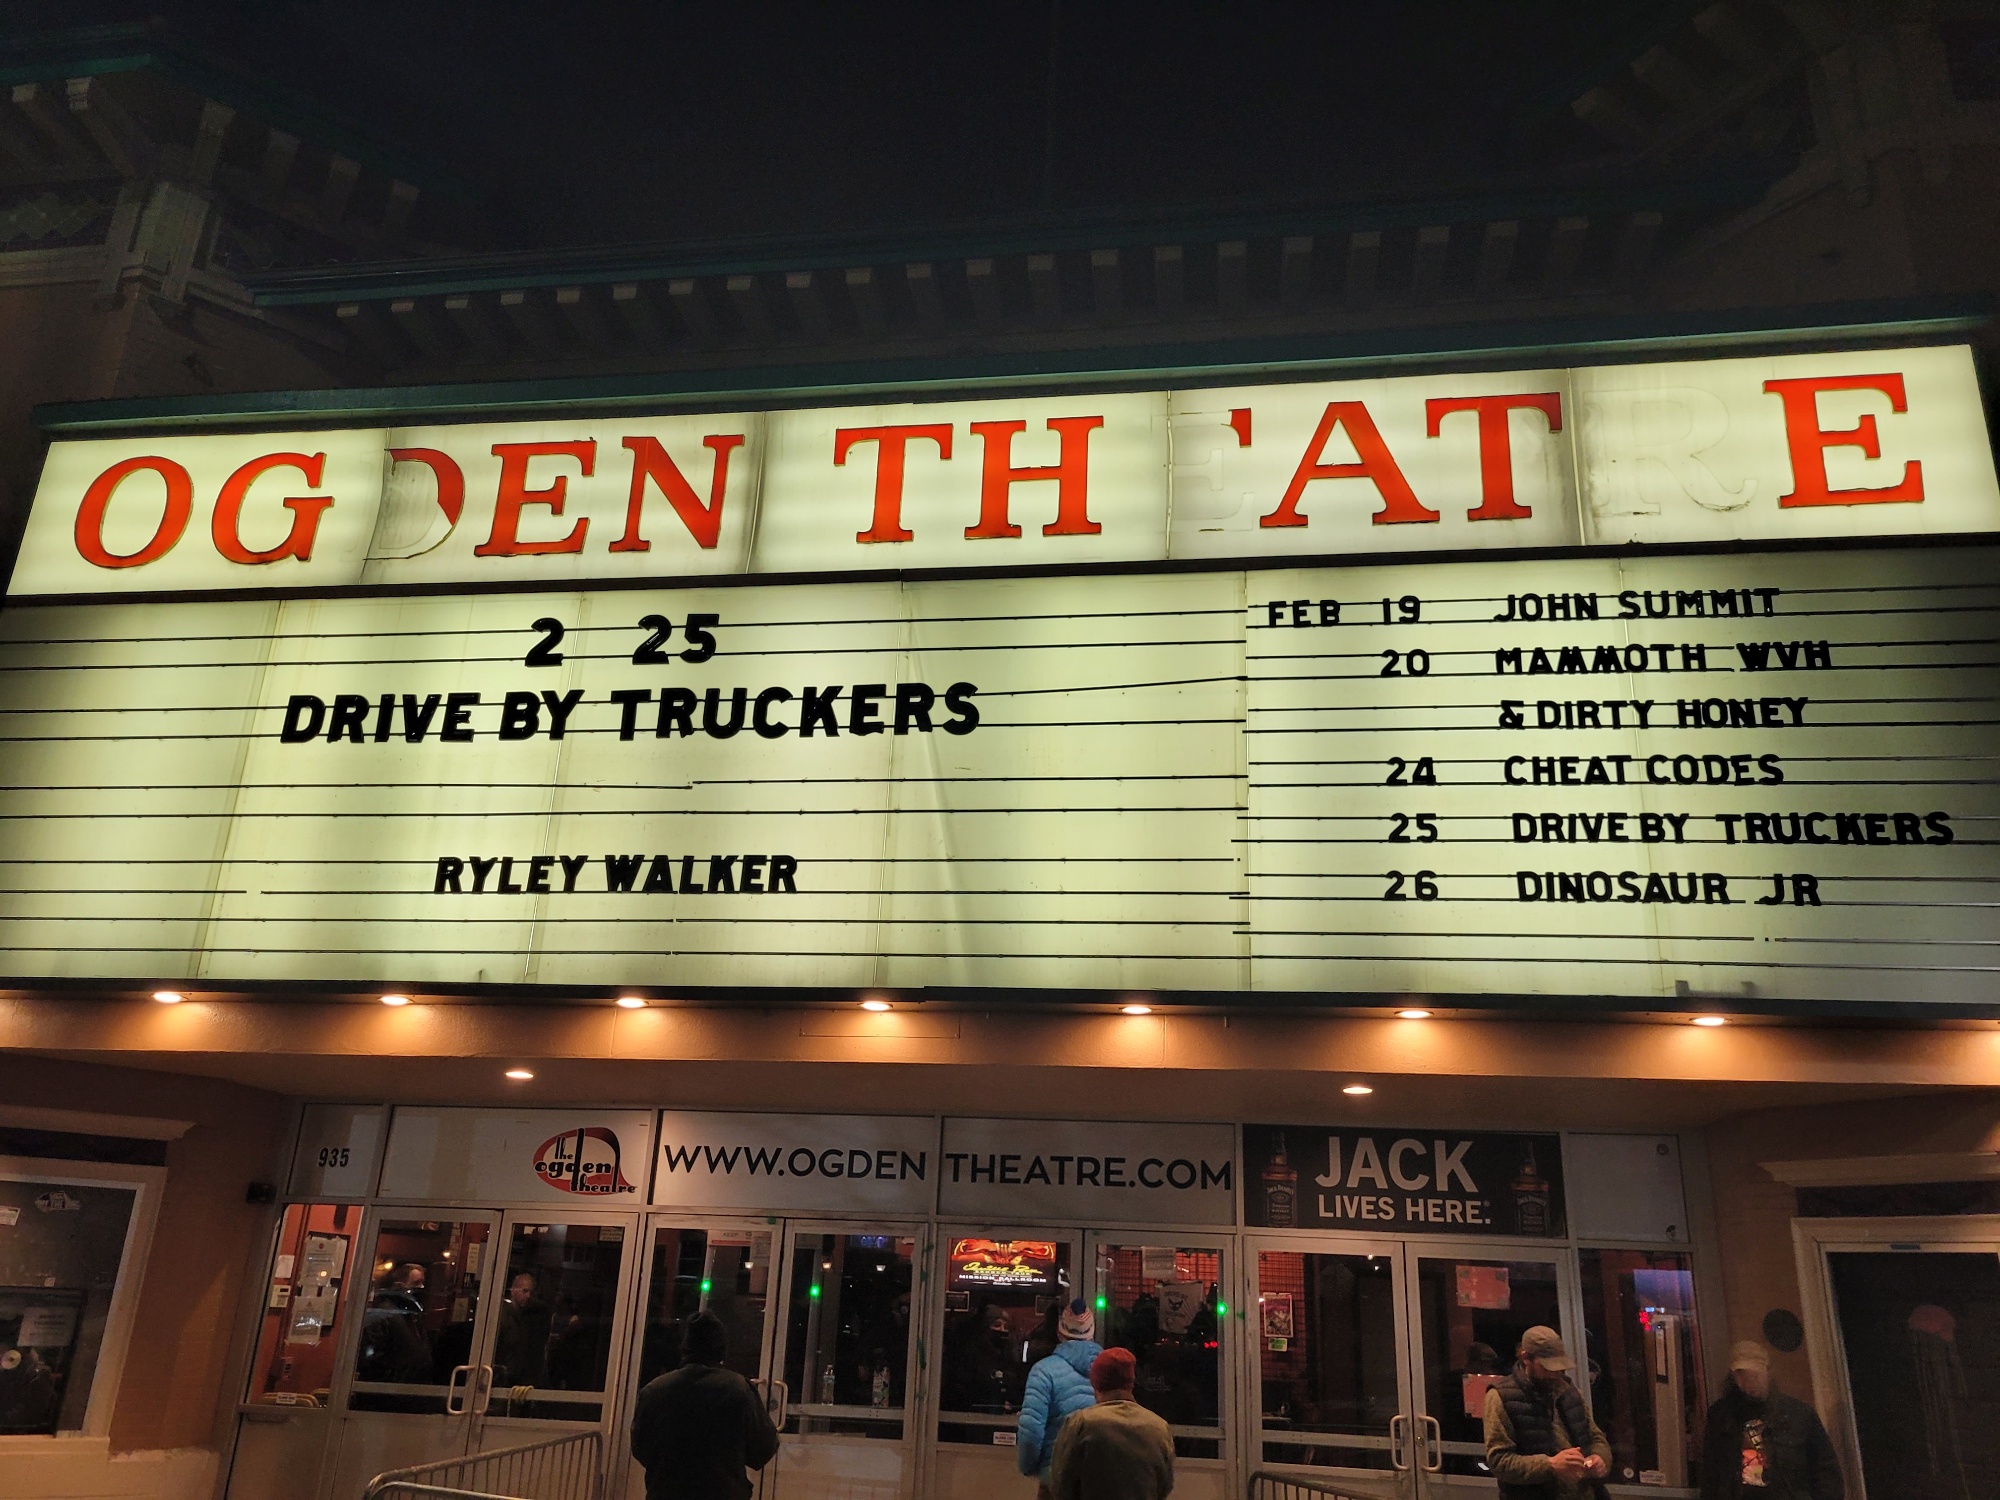 OGDEN THEATRE
2 25
DRIVE BY TRUCKERS
RYLEY WALKER
FEB 19 JOHN SUMMIT
20 MAMMOTH WVH
& DIRTY HONEY
24 CHEAT CODES
25 DRIVE BY TRUCKERS
26 DINOSAUR JR
935
the ogden theatre
WWW.OGDEN THEATRE.COM
JACK
LIVES HERE.
MISSION BALLROOM